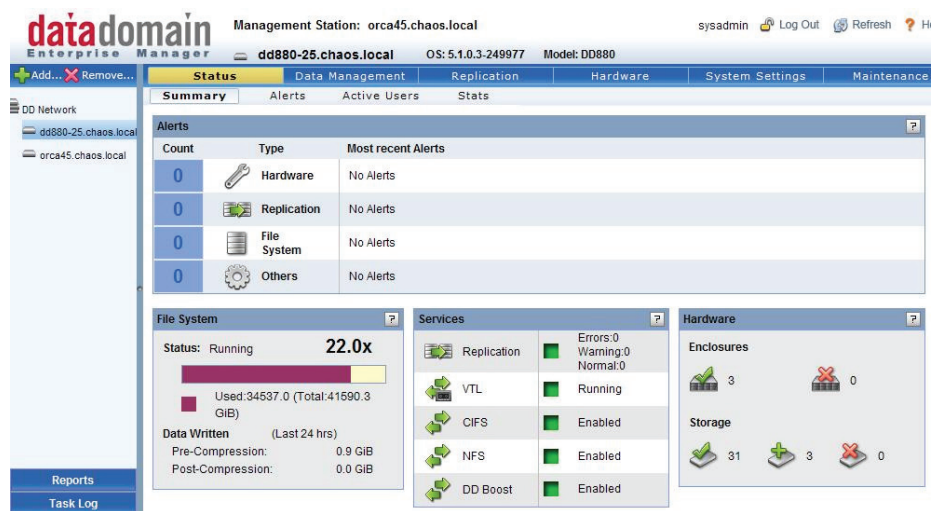 datadomain
Enterprise Manager
Management Station: orca45.chaos.local
sysadmin Log Out Refresh ? He
dd880-25.chaos.local OS: 5.1.0.3-249977 Model: DD880
Add... Remove...
Status Data Management Replication Hardware System Settings Maintenance
Summary Alerts Active Users Stats
DD Network
dd880-25.chaos.local
orca45.chaos.local
Alerts ?
Count Type Most recent Alerts
0 Hardware No Alerts
0 Replication No Alerts
0 File System No Alerts
0 Others No Alerts
File System ?
Status: Running 22.0x
Used:34537.0 (Total:41590.3
GiB)
Data Written (Last 24 hrs)
Pre-Compression: 0.9 GiB
Post-Compression: 0.0 GiB
Services ?
Replication Errors:0
Warning:0
Normal:0
VTL Running
CIFS Enabled
NFS Enabled
DD Boost Enabled
Hardware ?
Enclosures
3 0
Storage
31 3 0
Reports
Task Log